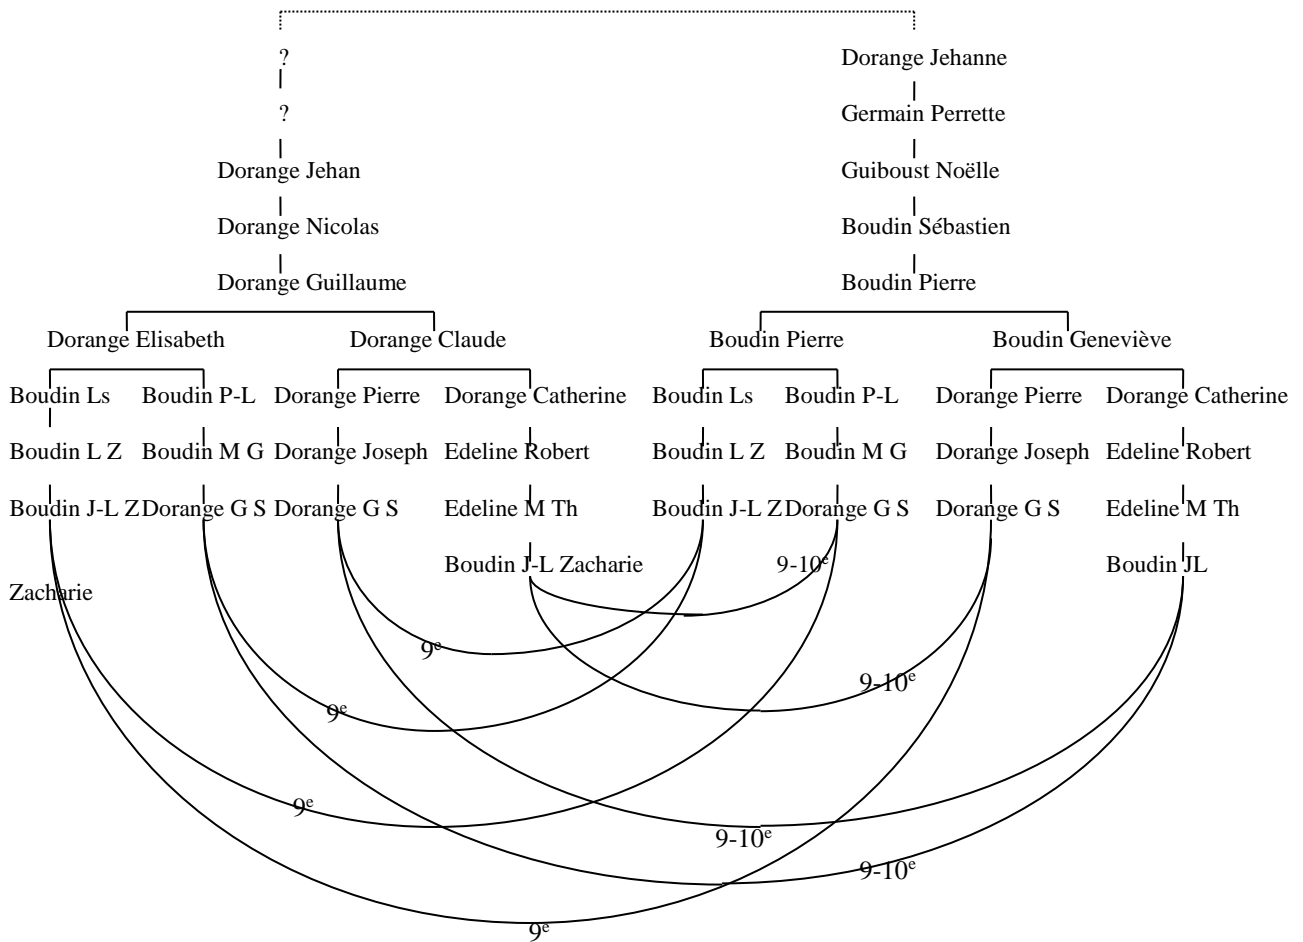 ? Dorange Jehanne
? Germain Perrette
Dorange Jehan Guiboust Noëlle
Dorange Nicolas Boudin Sébastien
Dorange Guillaume Boudin Pierre
Dorange Elisabeth Dorange Claude Boudin Pierre Boudin Geneviève
Boudin Ls Boudin P-L Dorange Pierre Dorange Catherine Boudin Ls Boudin P-L Dorange Pierre Dorange Catherine
Boudin L Z Boudin M G Dorange Joseph Edeline Robert Boudin L Z Boudin M G Dorange Joseph Edeline Robert
Boudin J-L Z Dorange G S Dorange G S Edeline M Th Boudin J-L Z Dorange G S Dorange G S Edeline M Th
Boudin J-L Zacharie 9-10e Boudin JL
Zacharie
9e
9-10e
9e
9e
9-10e
9-10e
9e